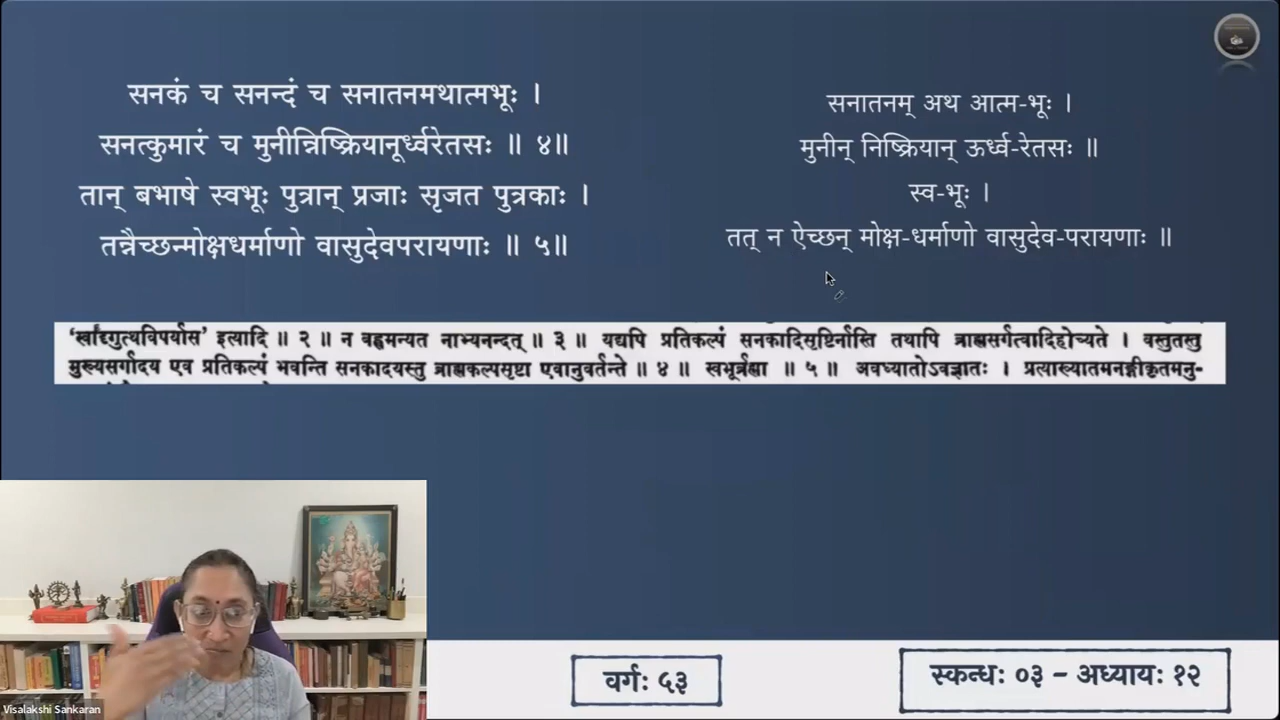 सनकं च सनन्दं च सनातनमथात्मभूः ।
सनत्कुमारं च मुनीन्निष्क्रियानूर्ध्वरेतसः ॥ ४॥
तान् बभाषे स्वभूः पुत्रान् प्रजाः सृजत पुत्रकाः ।
तन्नैच्छन्मोक्षधर्माणो वासुदेवपरायणाः ॥ ५॥
सनातनम् अथ आत्म-भूः ।
मुनीन् निष्क्रियान् ऊर्ध्व-रेतसः ॥
स्व-भूः ।
तत् न ऐच्छन् मोक्ष-धर्माणो वासुदेव-परायणाः ॥
इत्यादि ॥ २ ॥ न बह्वमन्यत नाभ्यनन्दत् ॥ ३ ॥ यद्यपि प्रतिकल्पं सनकादिसृष्टिर्नास्ति तथापि ब्राह्मसर्गत्वादिहोच्यते । वस्तुतस्तु
मुख्यसर्गादय एव प्रतिकल्पं भवन्ति सनकादयस्तु ब्राह्मकल्पसृष्टा एवानुवर्तन्ते ॥ ४ ॥ स्वभूर्ब्रह्मा ॥ ५ ॥ अवध्यातोऽवज्ञातः । प्रत्याख्यातमनङ्गीकृतमनु-
Visalakshi Sankaran
वर्गः ५३
स्कन्धः ०३ – अध्यायः १२